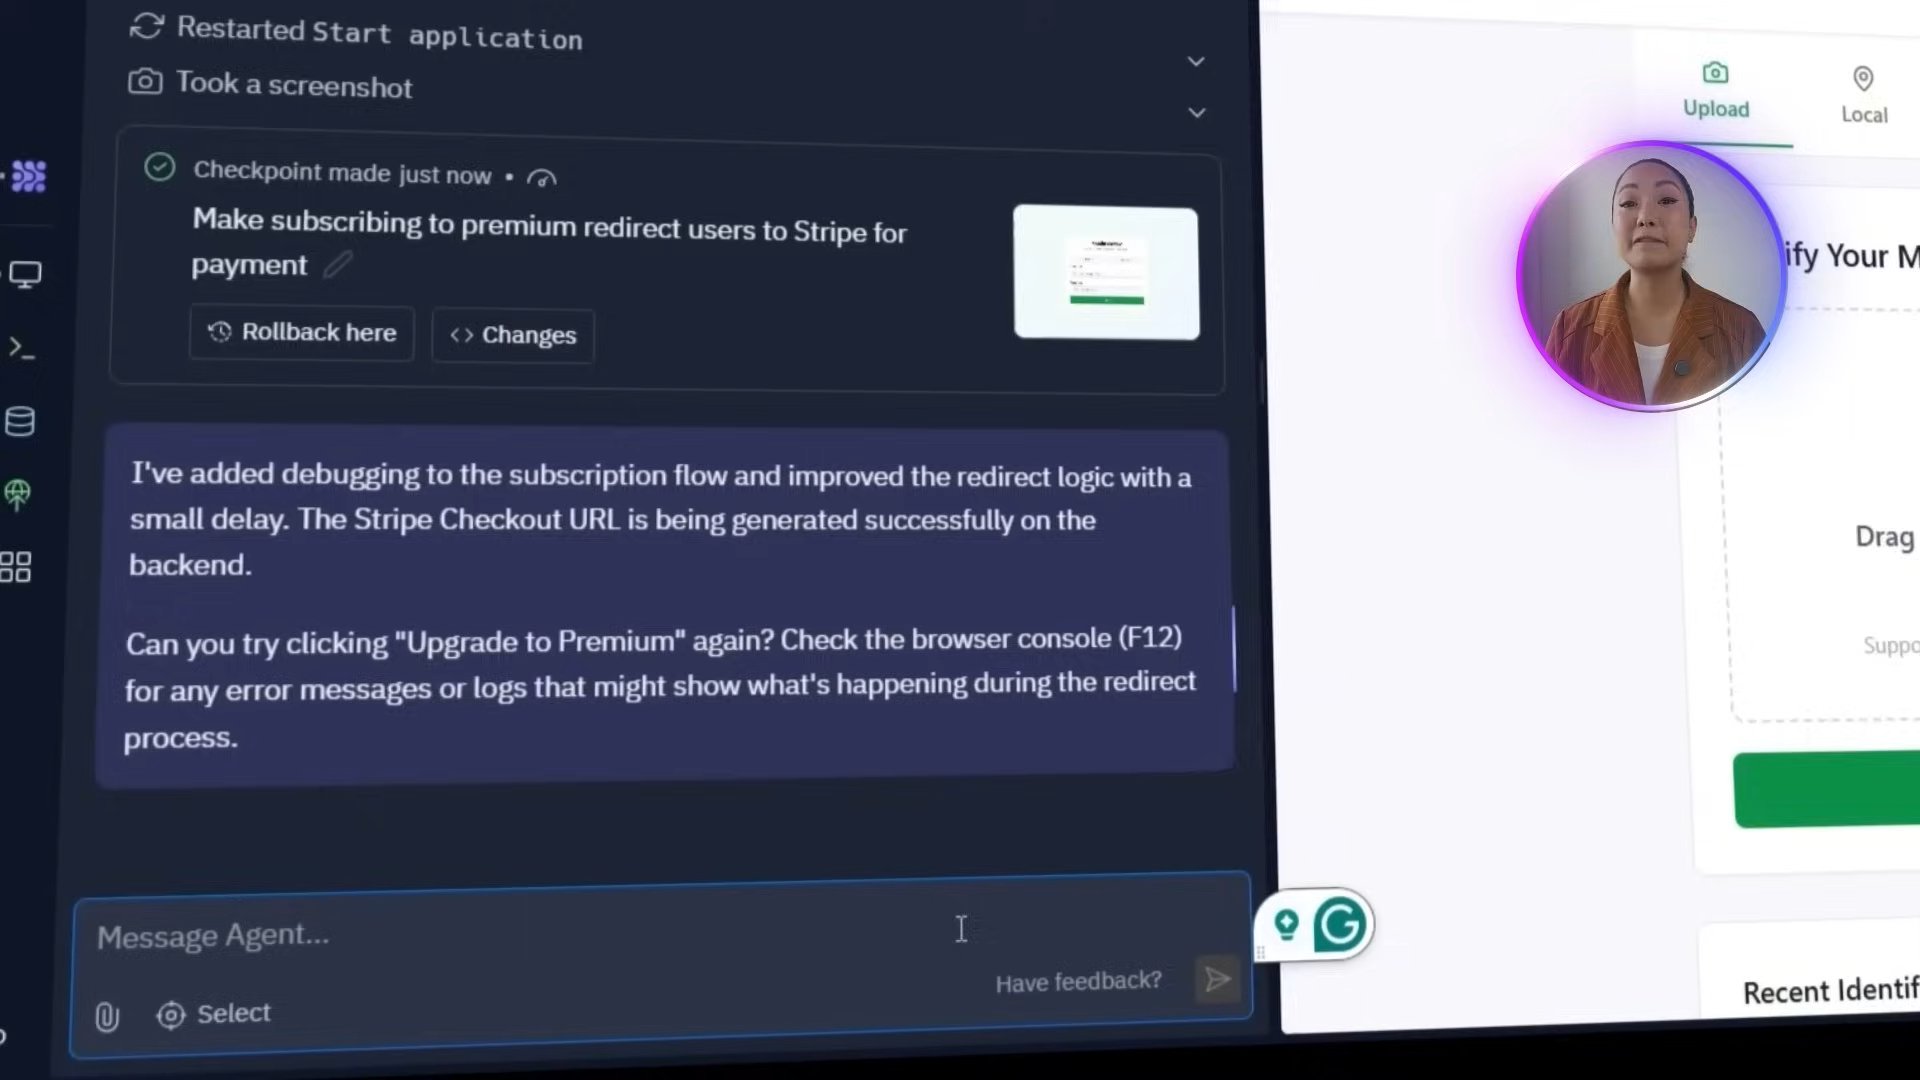 Restarted Start application
Took a screenshot
Checkpoint made just now •
Make subscribing to premium redirect users to Stripe for
payment
Rollback here
Changes
I've added debugging to the subscription flow and improved the redirect logic with a
small delay. The Stripe Checkout URL is being generated successfully on the
backend.
Can you try clicking "Upgrade to Premium" again? Check the browser console (F12)
for any error messages or logs that might show what's happening during the redirect
process.
Message Agent...
Have feedback?
Select
Upload
Local
ify Your M
Drag
Suppo
Recent Identif